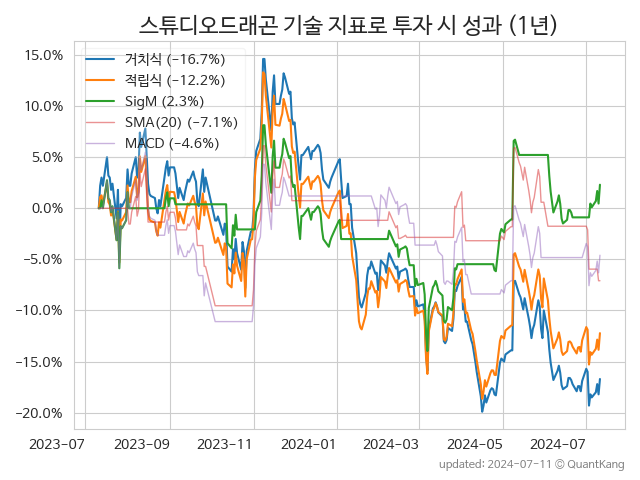 스튜디오드래곤 기술 지표로 투자 시 성과 (1년)
15.0%
10.0%
5.0%
0.0%
−5.0%
−10.0%
−15.0%
−20.0%
거치식 (−16.7%)
적립식 (−12.2%)
SigM (2.3%)
SMA(20) (−7.1%)
MACD (−4.6%)
2023-07 2023-09 2023-11 2024-01 2024-03 2024-05 2024-07
updated: 2024-07-11 © QuantKang